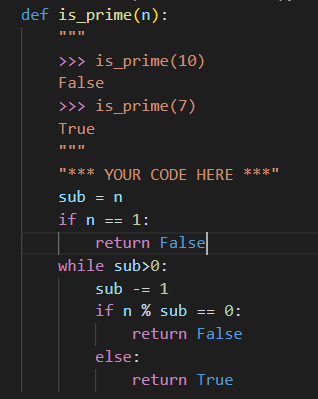 def is_prime(n):
    """
    >>> is_prime(10)
    False
    >>> is_prime(7)
    True
    """
    "*** YOUR CODE HERE ***"
    sub = n
    if n == 1:
        return False
    while sub>0:
        sub -= 1
        if n % sub == 0:
            return False
        else:
            return True